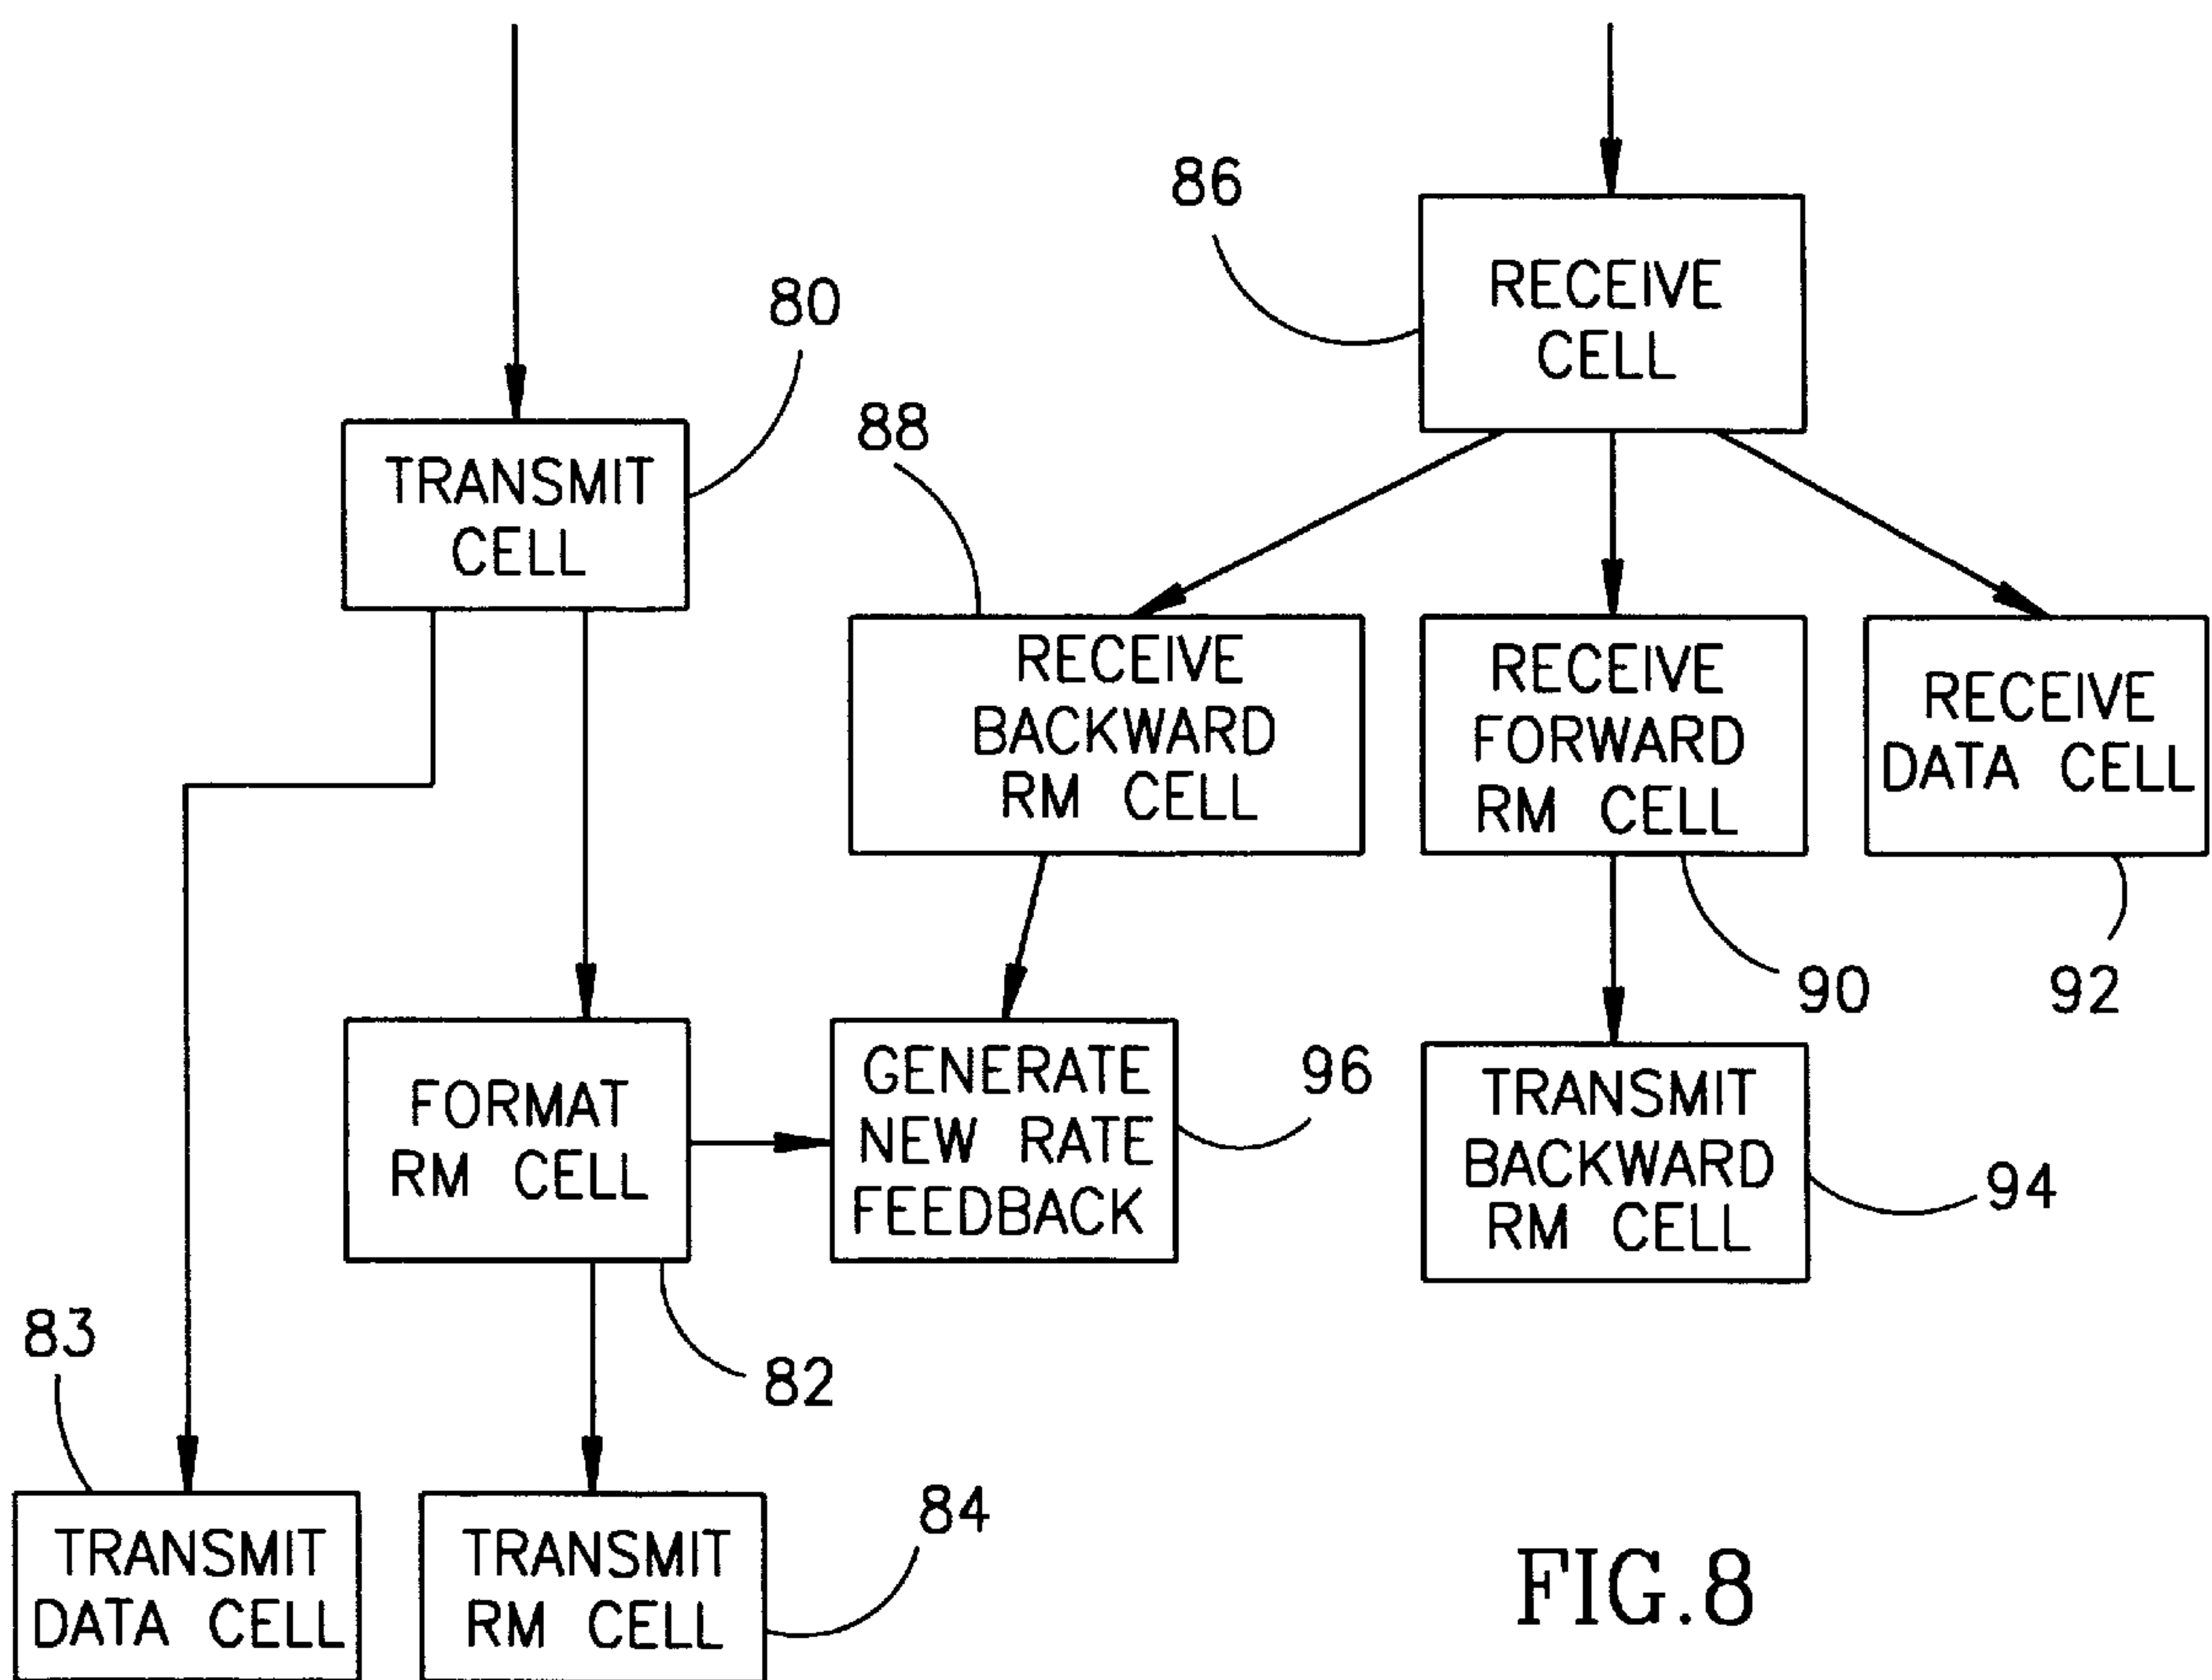 86
RECEIVE
CELL
80
88
TRANSMIT
CELL
RECEIVE
BACKWARD
RM CELL
RECEIVE
FORWARD
RM CELL
RECEIVE
DATA CELL
90
92
FORMAT
RM CELL
GENERATE
NEW RATE
FEEDBACK
96
TRANSMIT
BACKWARD
RM CELL
94
83
82
TRANSMIT
DATA CELL
TRANSMIT
RM CELL
84
FIG.8